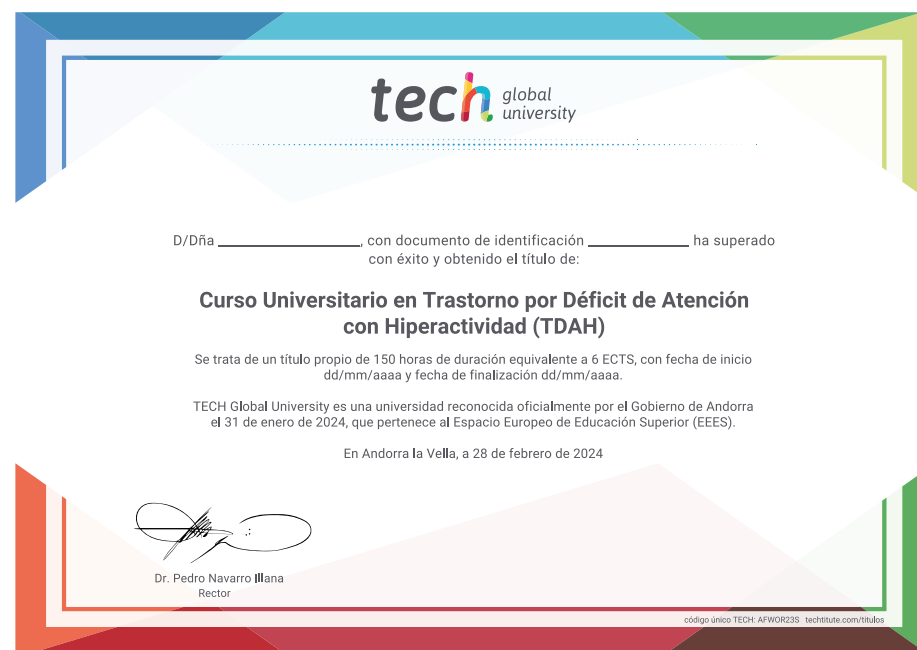 tech global university
D/Dña , con documento de identificación ha superado
con éxito y obtenido el título de:
Curso Universitario en Trastorno por Déficit de Atención
con Hiperactividad (TDAH)
Se trata de un título propio de 150 horas de duración equivalente a 6 ECTS, con fecha de inicio
dd/mm/aaaa y fecha de finalización dd/mm/aaaa.
TECH Global University es una universidad reconocida oficialmente por el Gobierno de Andorra
el 31 de enero de 2024, que pertenece al Espacio Europeo de Educación Superior (EEES).
En Andorra la Vella, a 28 de febrero de 2024
Dr. Pedro Navarro Illana
Rector
código único TECH: AFWOR23S techtitute.com/titulos